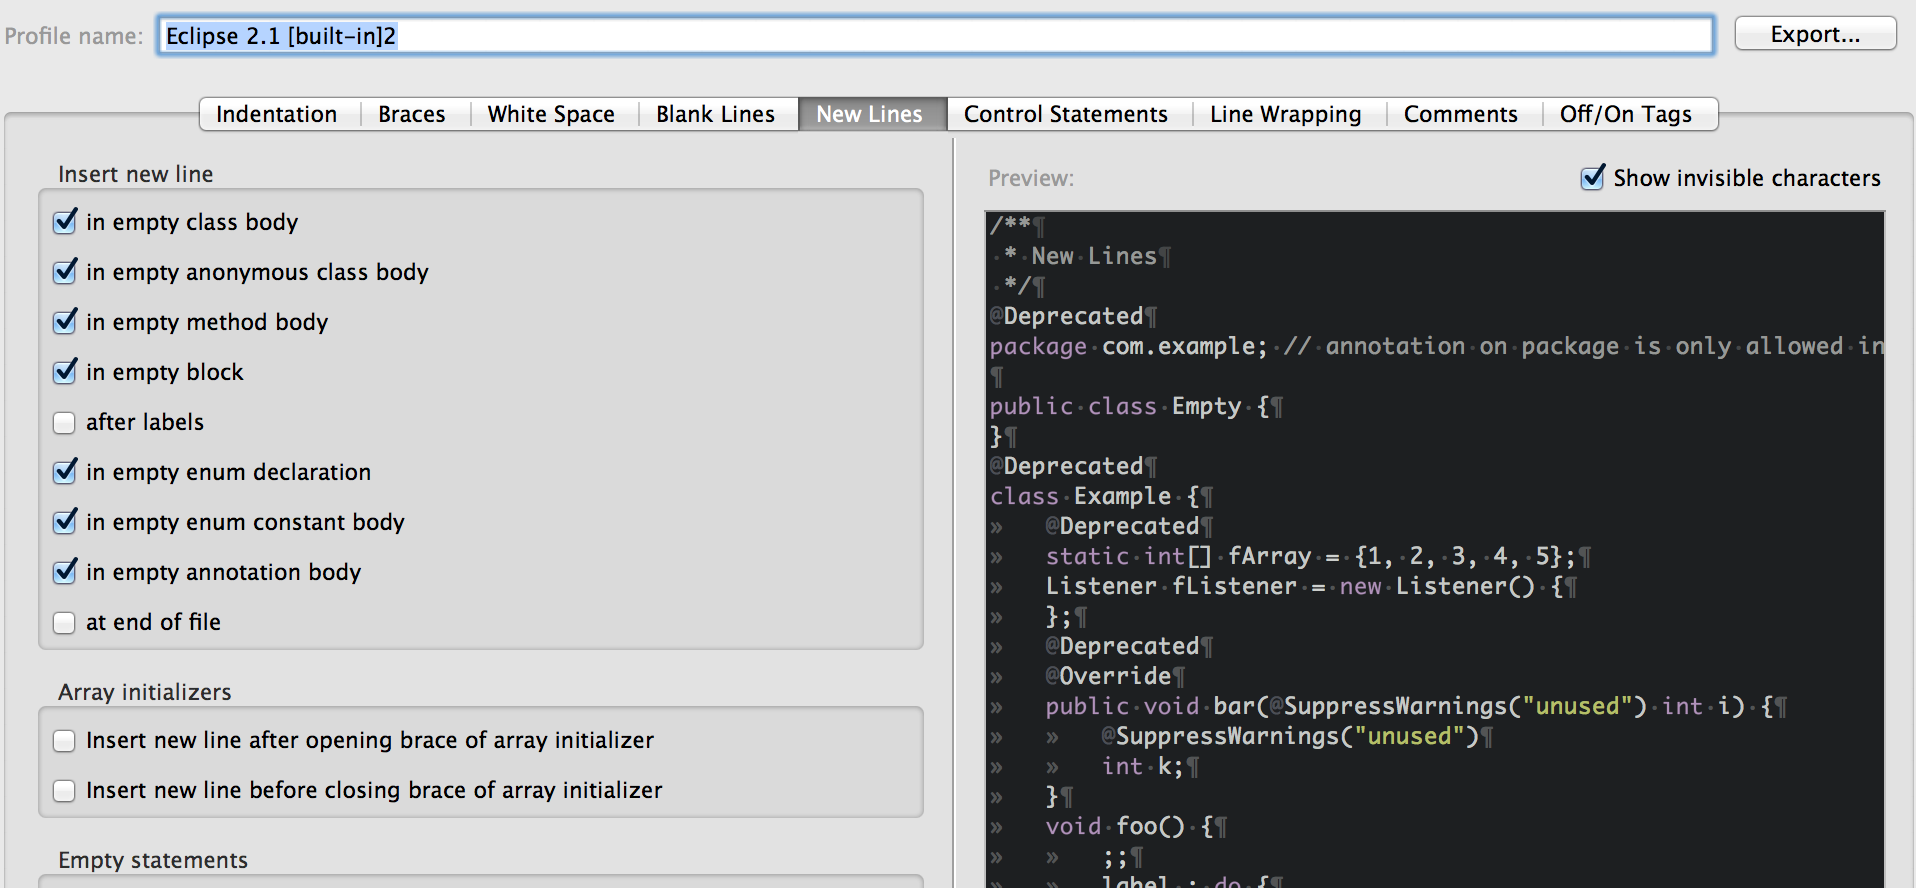 Profile name: Eclipse 2.1 [built-in]2 Export...
Indentation Braces White Space Blank Lines New Lines Control Statements Line Wrapping Comments Off/On Tags
Insert new line
in empty class body
in empty anonymous class body
in empty method body
in empty block
after labels
in empty enum declaration
in empty enum constant body
in empty annotation body
at end of file
Array initializers
Insert new line after opening brace of array initializer
Insert new line before closing brace of array initializer
Empty statements
Preview: Show invisible characters
/**¶
·*·New·Lines¶
·*/¶
@Deprecated¶
package·com.example;·//·annotation·on·package·is·only·allowed·in
¶
public·class·Empty·{¶
}¶
@Deprecated¶
class·Example·{¶
»   @Deprecated¶
»   static·int[]·fArray·=·{1,·2,·3,·4,·5};¶
»   Listener·fListener·=·new·Listener()·{¶
»   };¶
»   @Deprecated¶
»   @Override¶
»   public·void·bar(@SuppressWarnings("unused")·int·i)·{¶
»   »   @SuppressWarnings("unused")¶
»   »   int·k;¶
»   }¶
»   void·foo()·{¶
»   »   ;;¶
»   »   label·:·do·{¶